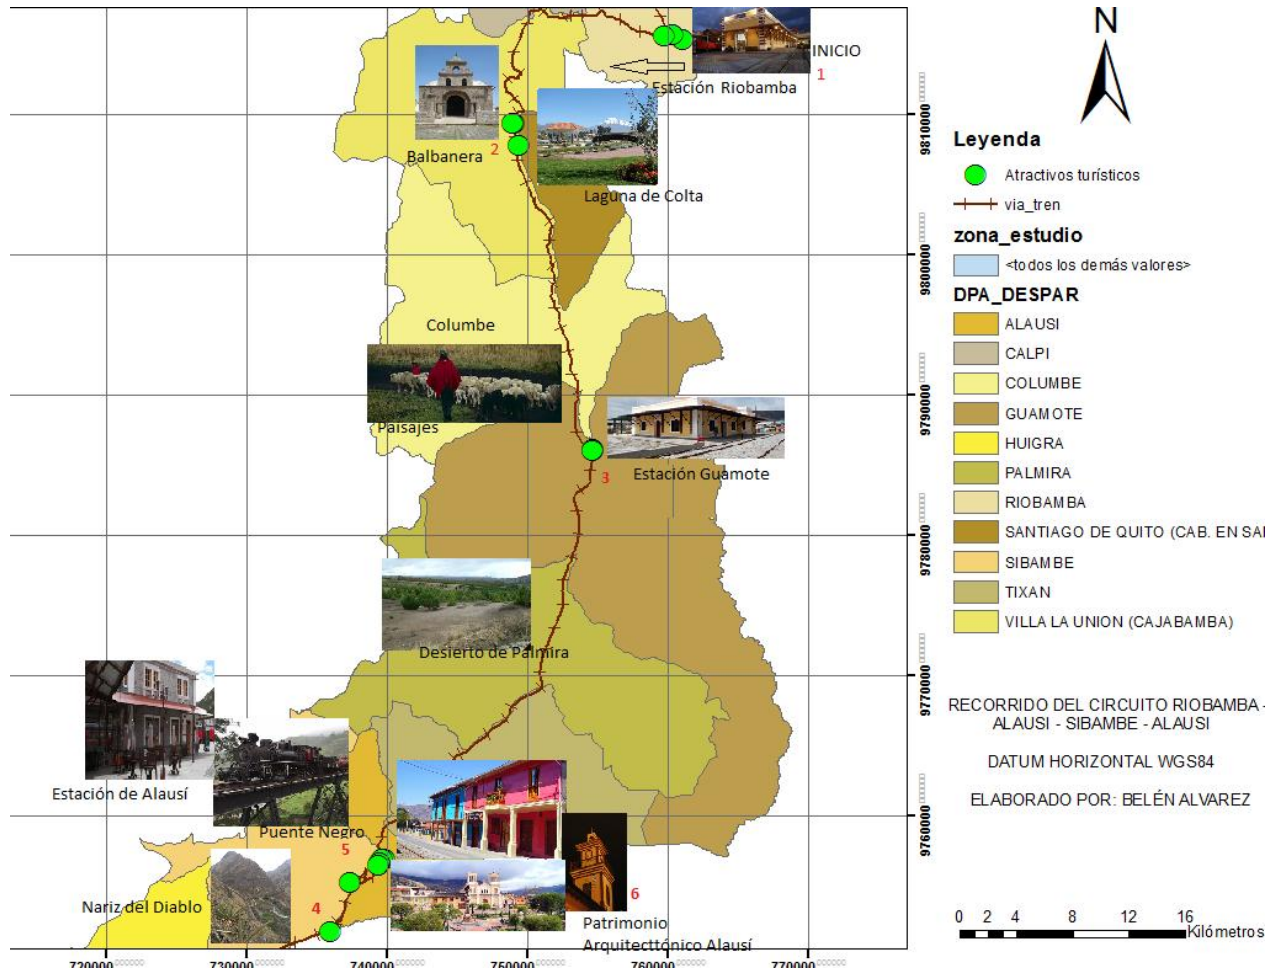 INICIO
1
Estación Riobamba
Balbanera
2
Laguna de Colta
Columbe
Paisajes
Estación Guamote
3
Desierto de Palmira
Estación de Alausí
Puente Negro
5
Nariz del Diablo
4
6
Patrimonio
Arquitecttónico Alausí
720000
730000
740000
750000
760000
770000
9810000
9800000
9790000
9780000
9770000
9760000
N
Leyenda
Atractivos turísticos
via_tren
zona_estudio
<todos los demás valores>
DPA_DESPAR
ALAUSI
CALPI
COLUMBE
GUAMOTE
HUIGRA
PALMIRA
RIOBAMBA
SANTIAGO DE QUITO (CAB. EN SA
SIBAMBE
TIXAN
VILLA LA UNION (CAJABAMBA)
RECORRIDO DEL CIRCUITO RIOBAMBA -
ALAUSI - SIBAMBE - ALAUSI
DATUM HORIZONTAL WGS84
ELABORADO POR: BELÉN ALVAREZ
0 2 4 8 12 16
Kilómetros